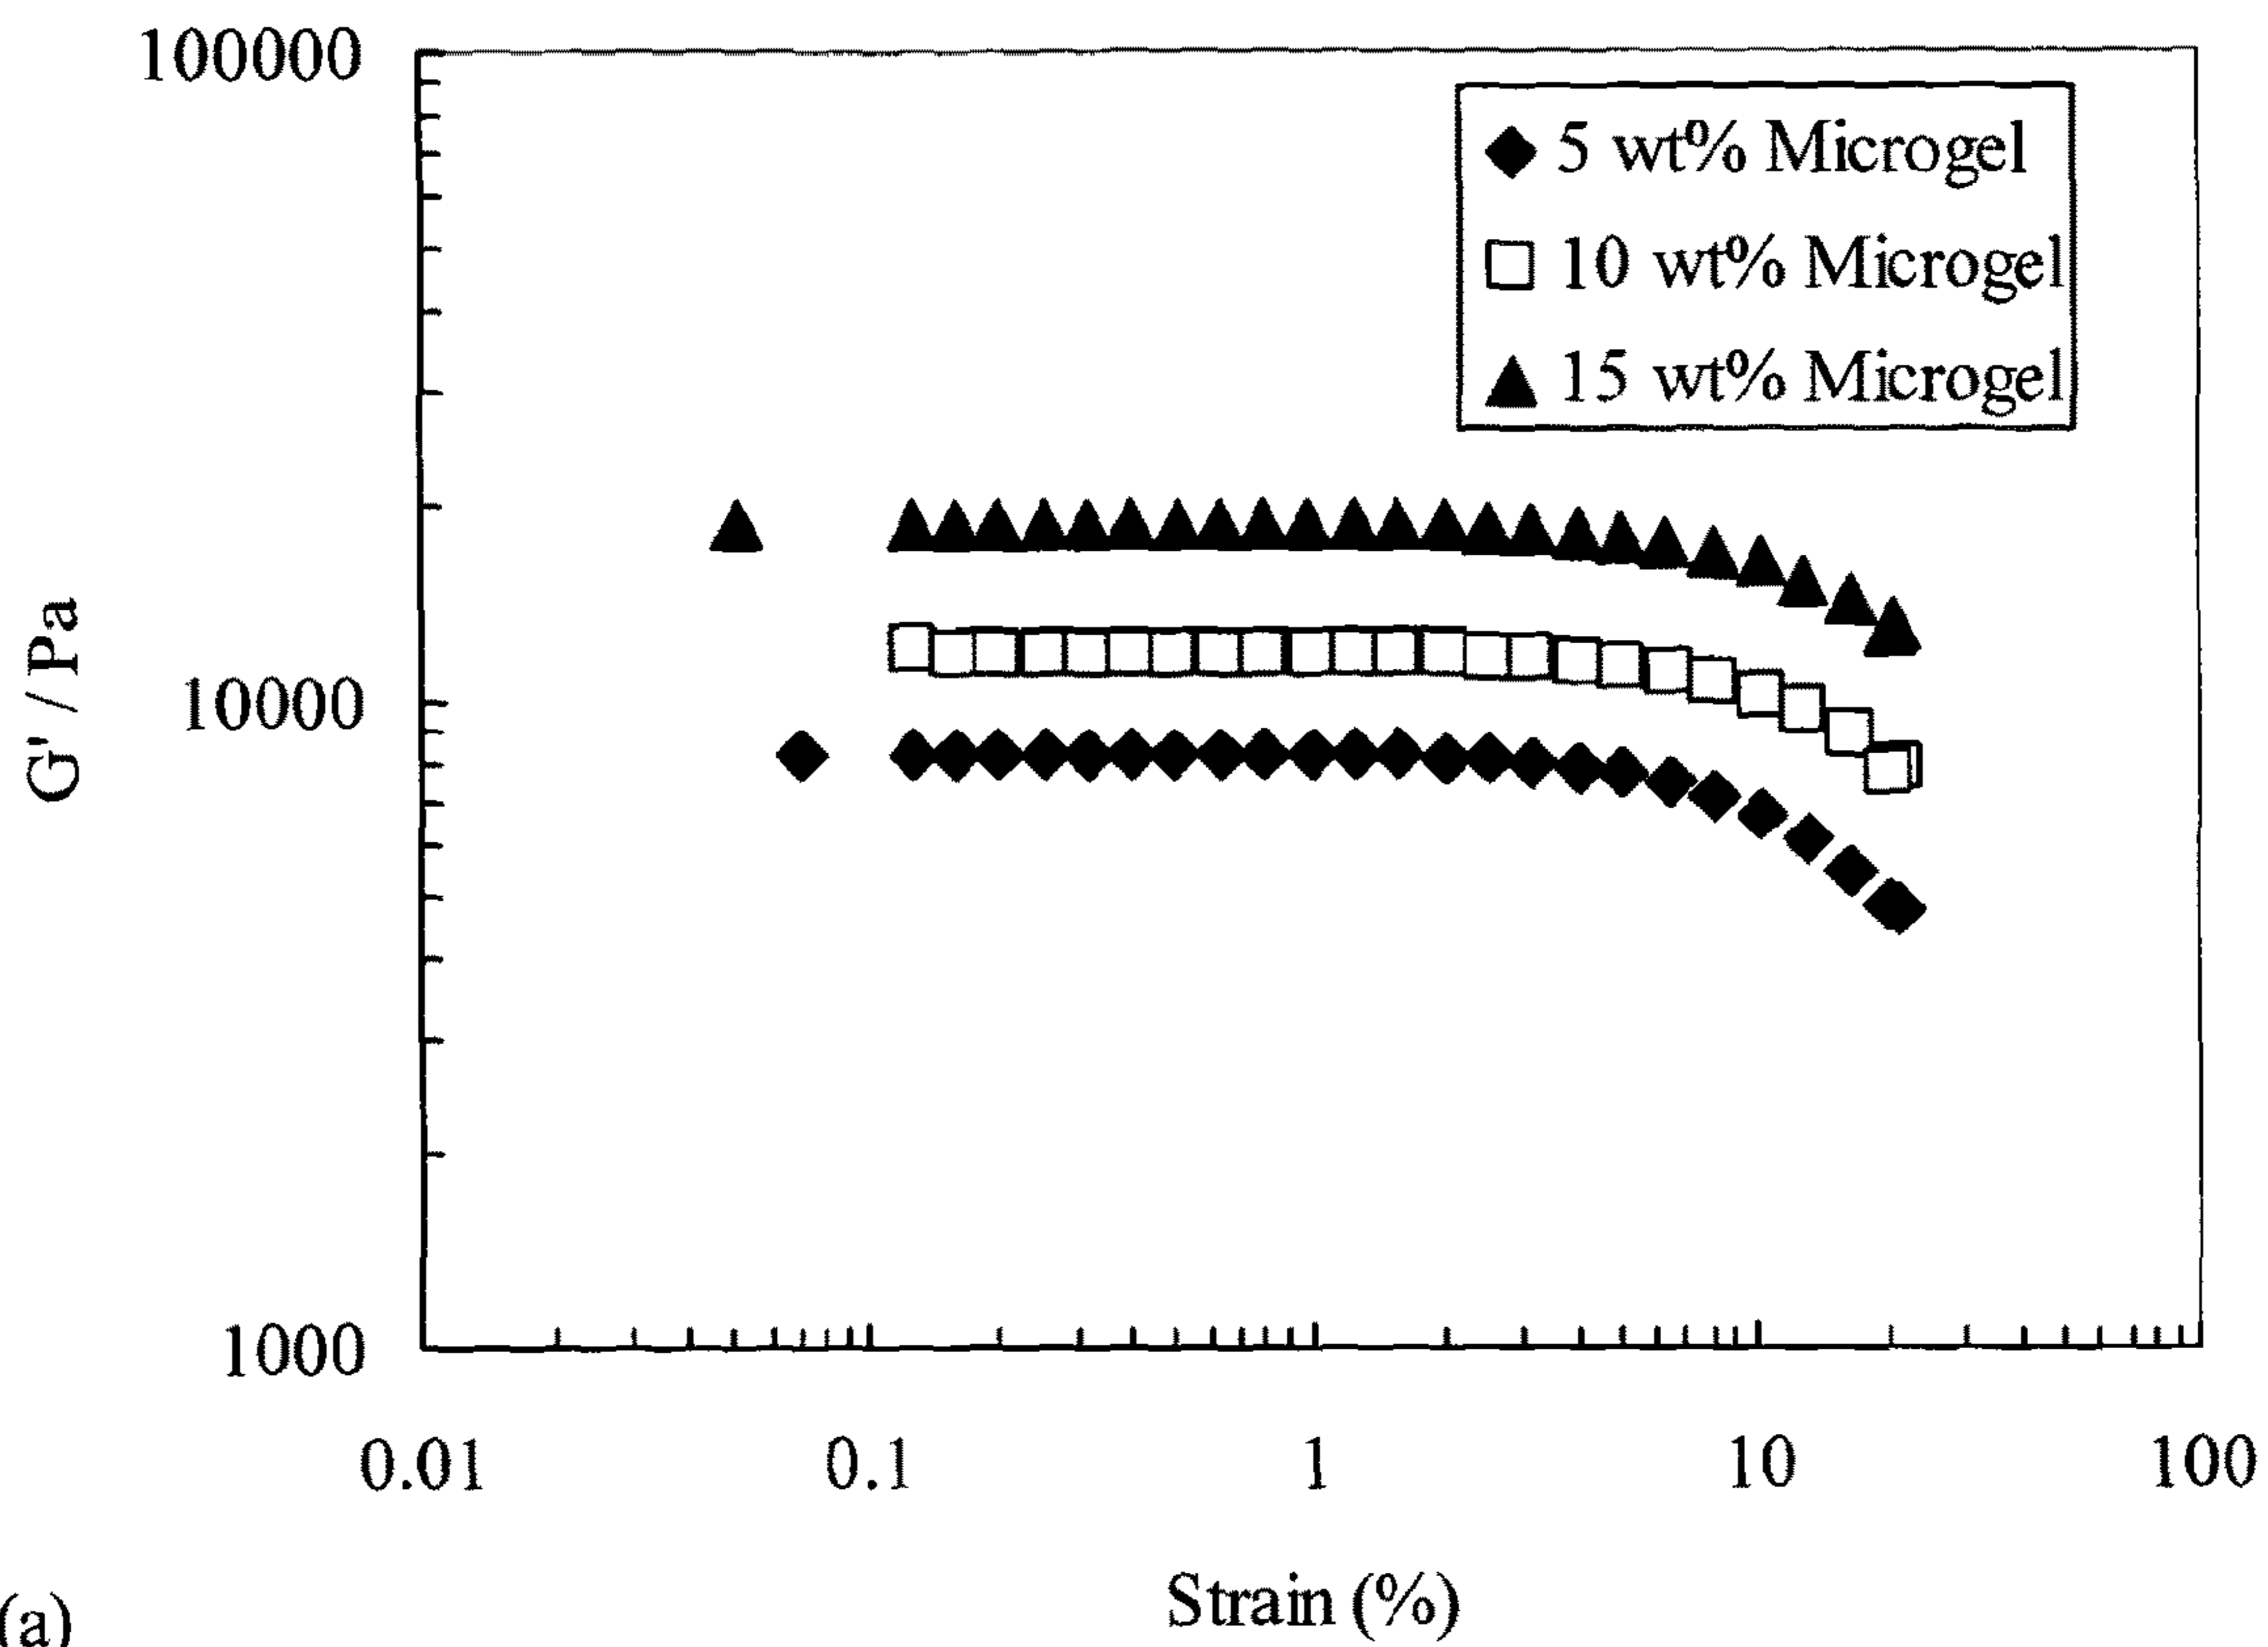 100000
5 wt% Microgel
10 wt% Microgel
15 wt% Microgel
G' / Pa
10000
1000
0.01 0.1 1 10 100
Strain (%)
(a)